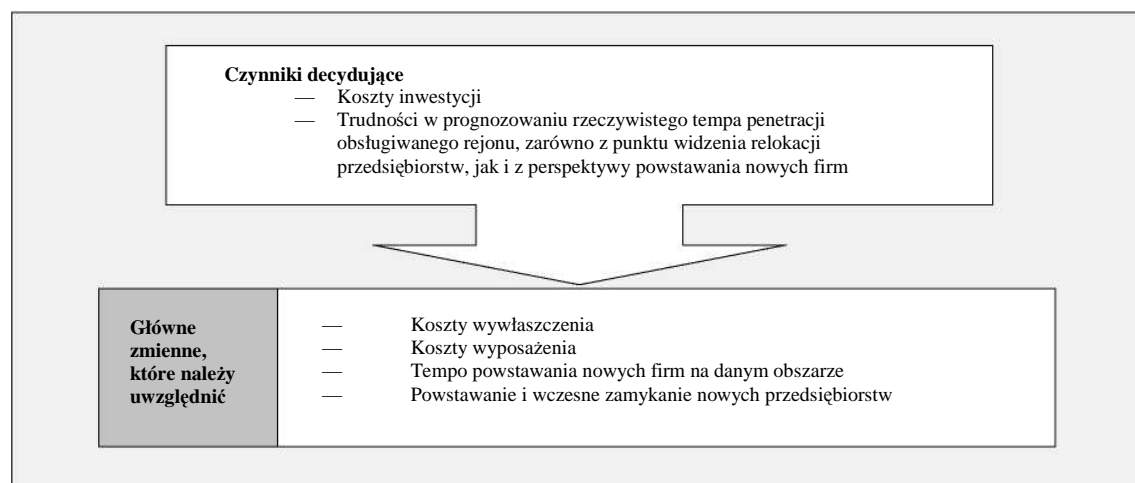 Czynniki decydujące
— Koszty inwestycji
— Trudności w prognozowaniu rzeczywistego tempa penetracji
obsługiwanego rejonu, zarówno z punktu widzenia relokacji
przedsiębiorstw, jak i z perspektywy powstawania nowych firm
Główne
zmienne,
które należy
uwzględnić
— Koszty wywłaszczenia
— Koszty wyposażenia
— Tempo powstawania nowych firm na danym obszarze
— Powstawanie i wczesne zamykanie nowych przedsiębiorstw